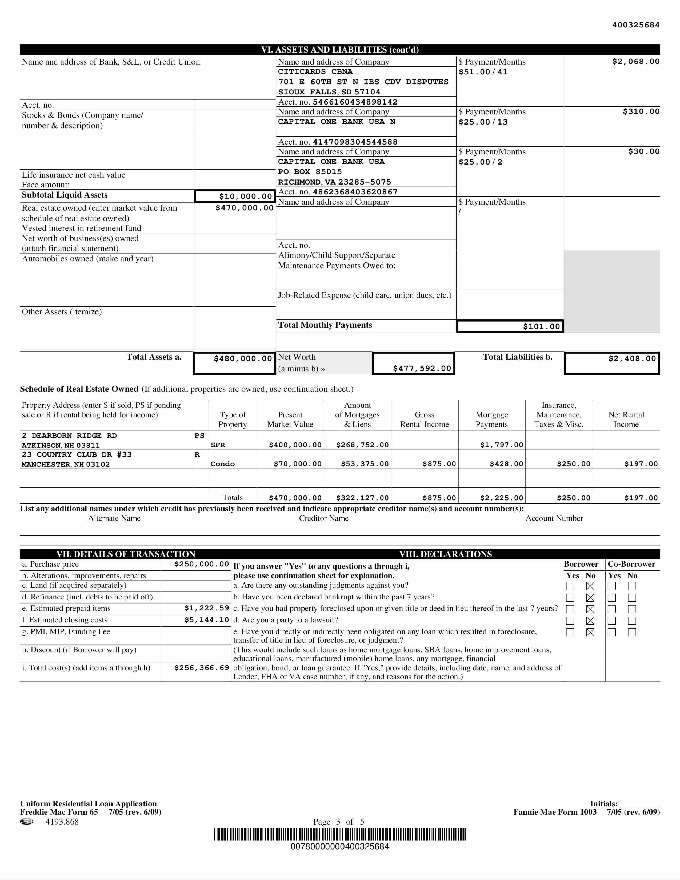 400325684
VI. ASSETS AND LIABILITIES (cont'd)
Name and address of Bank, S&L, or Credit Union
Acct. no.
Stocks & Bonds (Company name/
number & description)
Life insurance net cash value
Face amount:
Subtotal Liquid Assets $10,000.00
Real estate owned (enter market value from $470,000.00
schedule of real estate owned)
Vested interest in retirement fund
Net worth of business(es) owned
(attach financial statement)
Automobiles owned (make and year)
Other Assets (itemize)
Total Assets a. $480,000.00
Name and address of Company $ Payment/Months $2,068.00
CITICARDS CBNA $51.00/41
701 E 60TH ST N IBS CDV DISPUTES
SIOUX FALLS, SD 57104
Acct. no. 5466160434898142
Name and address of Company $ Payment/Months $310.00
CAPITAL ONE BANK USA N $25.00/13
Acct. no. 4147098304544588
Name and address of Company $ Payment/Months $30.00
CAPITAL ONE BANK USA $25.00/2
PO BOX 85015
RICHMOND, VA 23285-5075
Acct. no. 4862368403620867
Name and address of Company $ Payment/Months
/
Acct. no.
Alimony/Child Support/Separate
Maintenance Payments Owed to:
Job-Related Expense (child care, union dues, etc.)
Total Monthly Payments $101.00
Net Worth
(a minus b) » $477,592.00
Total Liabilities b. $2,408.00
Schedule of Real Estate Owned (If additional properties are owned, use continuation sheet.)
Property Address (enter S if sold, PS if pending
sale or R if rental being held for income)
Type of
Property
Present
Market Value
Amount
of Mortgages
& Liens
Gross
Rental Income
Mortgage
Payments
Insurance,
Maintenance,
Taxes & Misc.
Net Rental
Income
2 DEARBORN RIDGE RD PS
ATKINSON, NH 03811 SFR $400,000.00 $268,752.00 $1,797.00
23 COUNTRY CLUB DR #33 R
MANCHESTER, NH 03102 Condo $70,000.00 $53,375.00 $875.00 $428.00 $250.00 $197.00
Totals $470,000.00 $322,127.00 $875.00 $2,225.00 $250.00 $197.00
List any additional names under which credit has previously been received and indicate appropriate creditor name(s) and account number(s):
Alternate Name Creditor Name Account Number
VII. DETAILS OF TRANSACTION
a. Purchase price $250,000.00
b. Alterations, improvements, repairs
c. Land (if acquired separately)
d. Refinance (incl. debts to be paid off)
e. Estimated prepaid items $1,222.59
f. Estimated closing costs $5,144.10
g. PMI, MIP, Funding Fee
h. Discount (if Borrower will pay)
i. Total cost(s) (add items a through h) $256,366.69
VIII. DECLARATIONS
If you answer "Yes" to any questions a through i,
please use continuation sheet for explanation.
Borrower Co-Borrower
Yes No Yes No
a. Are there any outstanding judgments against you?
b. Have you been declared bankrupt within the past 7 years?
c. Have you had property foreclosed upon or given title or deed in lieu thereof in the last 7 years?
d. Are you a party to a lawsuit?
e. Have you directly or indirectly been obligated on any loan which resulted in foreclosure,
transfer of title in lieu of foreclosure, or judgment?
(This would include such loans as home mortgage loans, SBA loans, home improvement loans,
educational loans, manufactured (mobile) home loans, any mortgage, financial
obligation, bond, or loan guarantee. If "Yes," provide details, including date, name, and address of
Lender, FHA or VA case number, if any, and reasons for the action.)
Uniform Residential Loan Application
Freddie Mac Form 65 7/05 (rev. 6/09)
4193.868
Page 3 of 5
Initials:
Fannie Mae Form 1003 7/05 (rev. 6/09)
00780000000400325684